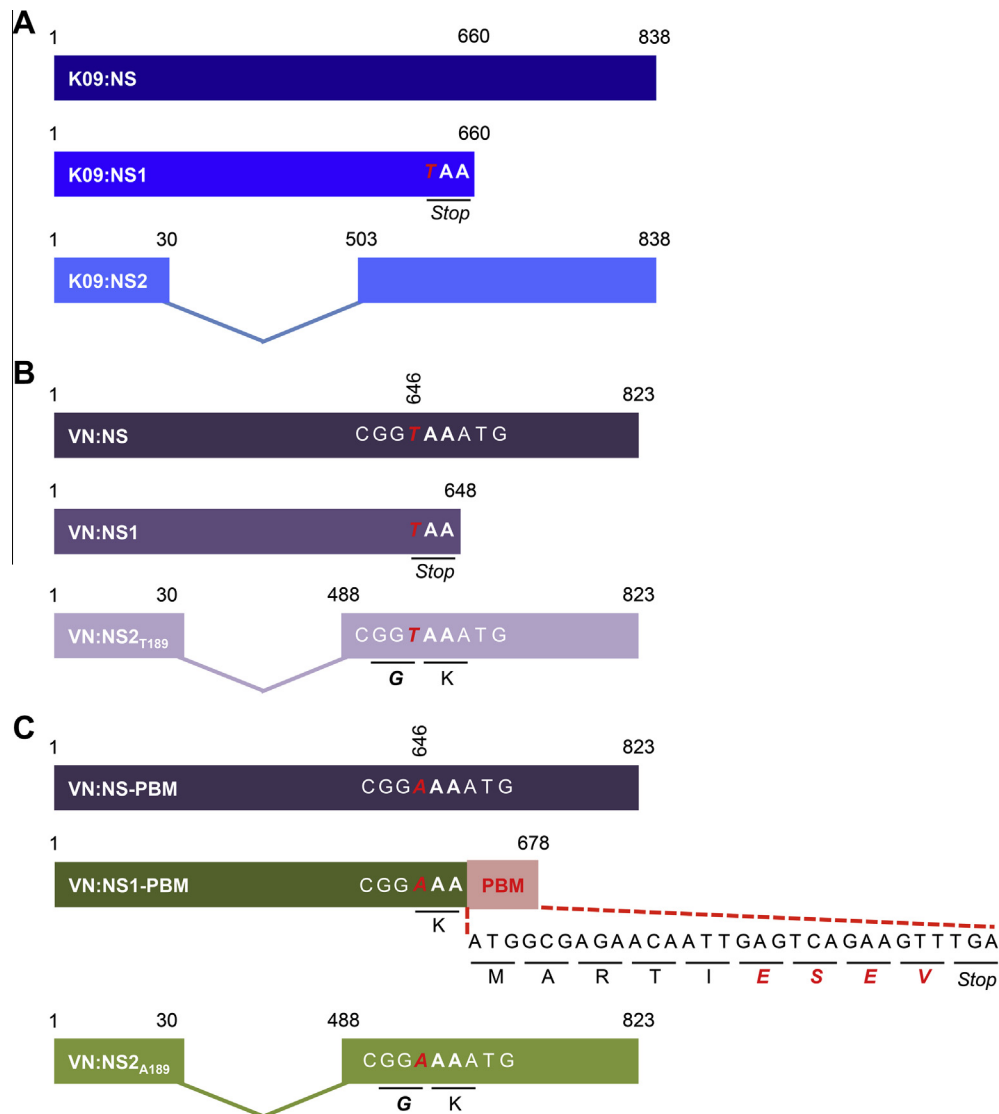 A
1 660 838
K09:NS
1 660
K09:NS1 TAA
Stop
1 30 503 838
K09:NS2
B
1 646 823
VN:NS CGGTAAATG
1 648
VN:NS1 TAA
Stop
1 30 488 823
VN:NS2T189 CGGTAAATG
G K
C
1 646 823
VN:NS-PBM CGGAAAATG
1 678
VN:NS1-PBM CGGAAA PBM
K
ATGGCGAGAACAATTGAGTCAGAAGTTTGA
M A R T I E S E V Stop
1 30 488 823
VN:NS2A189 CGGAAAATG
G K